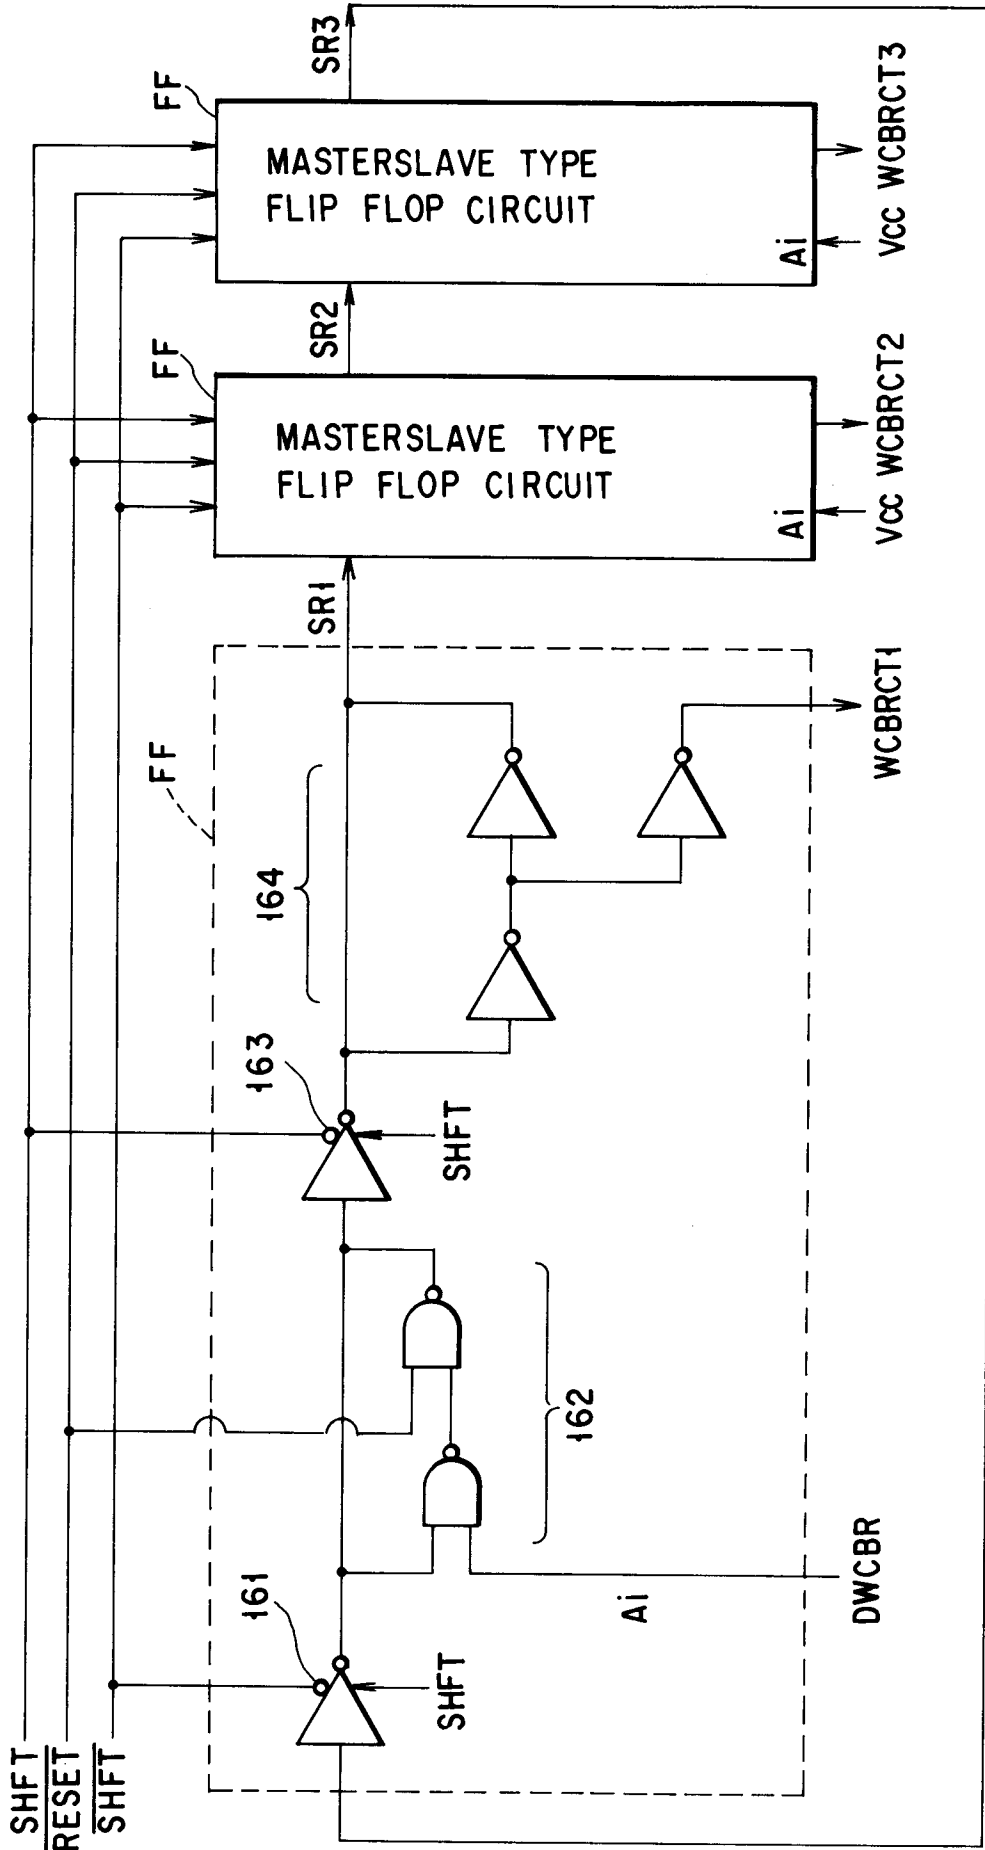 SHFT
RESET
SHFT
FF
161
SHFT
162
Ai
DWCBR
163
SHFT
164
WCBRCT1
SR1
FF
MASTERSLAVE TYPE
FLIP FLOP CIRCUIT
Ai
VCC WCBRCT2
SR2
FF
MASTERSLAVE TYPE
FLIP FLOP CIRCUIT
Ai
VCC WCBRCT3
SR3